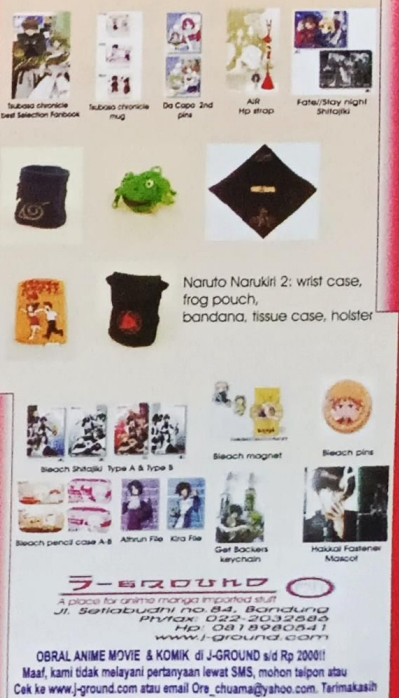 Tsubasa chronicle
best Selection Fanbook
Tsubasa chronicle
mug
Da Capo 2nd
pins
AIR
Hp strap
Fate//Stay night
Shitajiki
Naruto Narukiri 2: wrist case,
frog pouch,
bandana, tissue case, holster
Bleach Shitajiki Type A & Type B
Bleach magnet
Bleach pins
Bleach pencil case A-B
Athrun File
Kira File
Get Backers
keychain
Hakkai Fastener
Mascot
J-GROUND
A place for anime manga imported stuff
Jl. Setiabudhi no.84, Bandung
Ph/fax: 022-2032886
Hp: 0818980541
www.j-ground.com
OBRAL ANIME MOVIE & KOMIK di J-GROUND s/d Rp 2000!!
Maaf, kami tidak melayani pertanyaan lewat SMS, mohon telpon atau
Cek ke www.j-ground.com atau email Ore_chuama@yahoo.com. Terimakasih